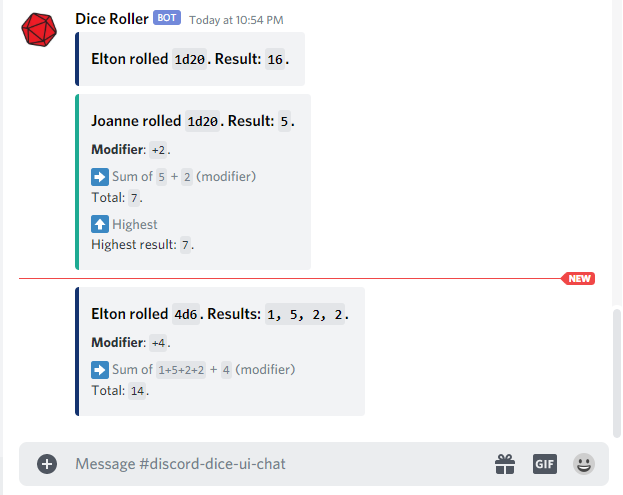 Dice Roller BOT Today at 10:54 PM
Elton rolled 1d20. Result: 16.
Joanne rolled 1d20. Result: 5.
Modifier: +2.
Sum of 5 + 2 (modifier)
Total: 7.
Highest
Highest result: 7.
NEW
Elton rolled 4d6. Results: 1, 5, 2, 2.
Modifier: +4.
Sum of 1+5+2+2 + 4 (modifier)
Total: 14.
Message #discord-dice-ui-chat GIF